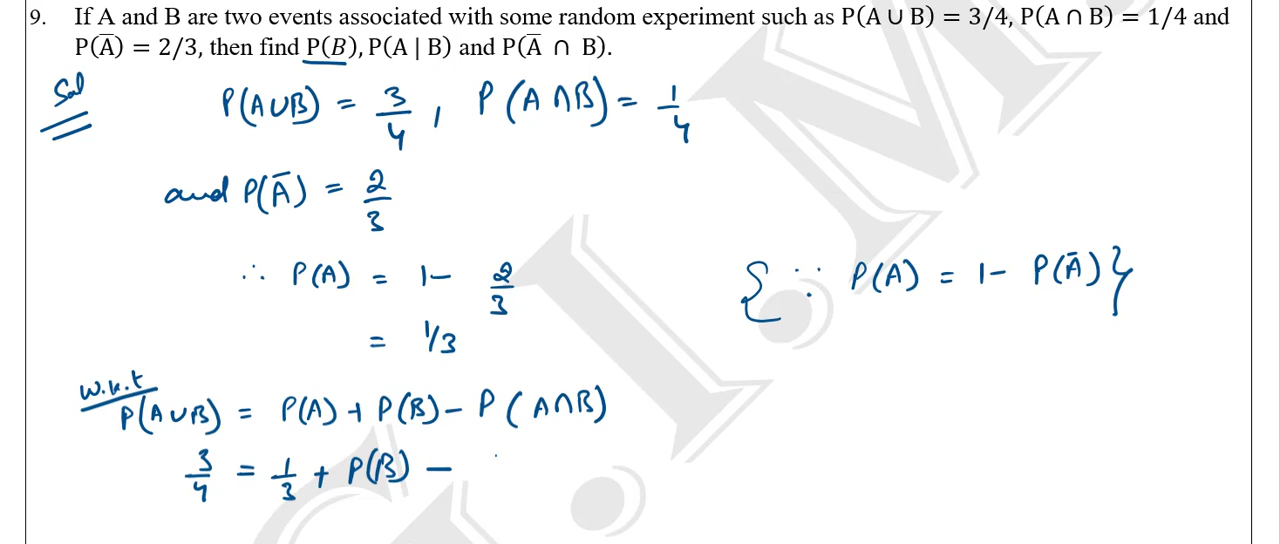 9. If A and B are two events associated with some random experiment such as P(A ∪ B) = 3/4, P(A ∩ B) = 1/4 and
P(A̅) = 2/3, then find P(B), P(A | B) and P(A̅ ∩ B).
Sol P(A∪B) = 3/4 , P(A∩B) = 1/4
and P(A̅) = 2/3
∴ P(A) = 1 - 2/3 {∵ P(A) = 1 - P(A̅)}
= 1/3
w.k.t
P(A∪B) = P(A) + P(B) - P(A∩B)
3/4 = 1/3 + P(B) -